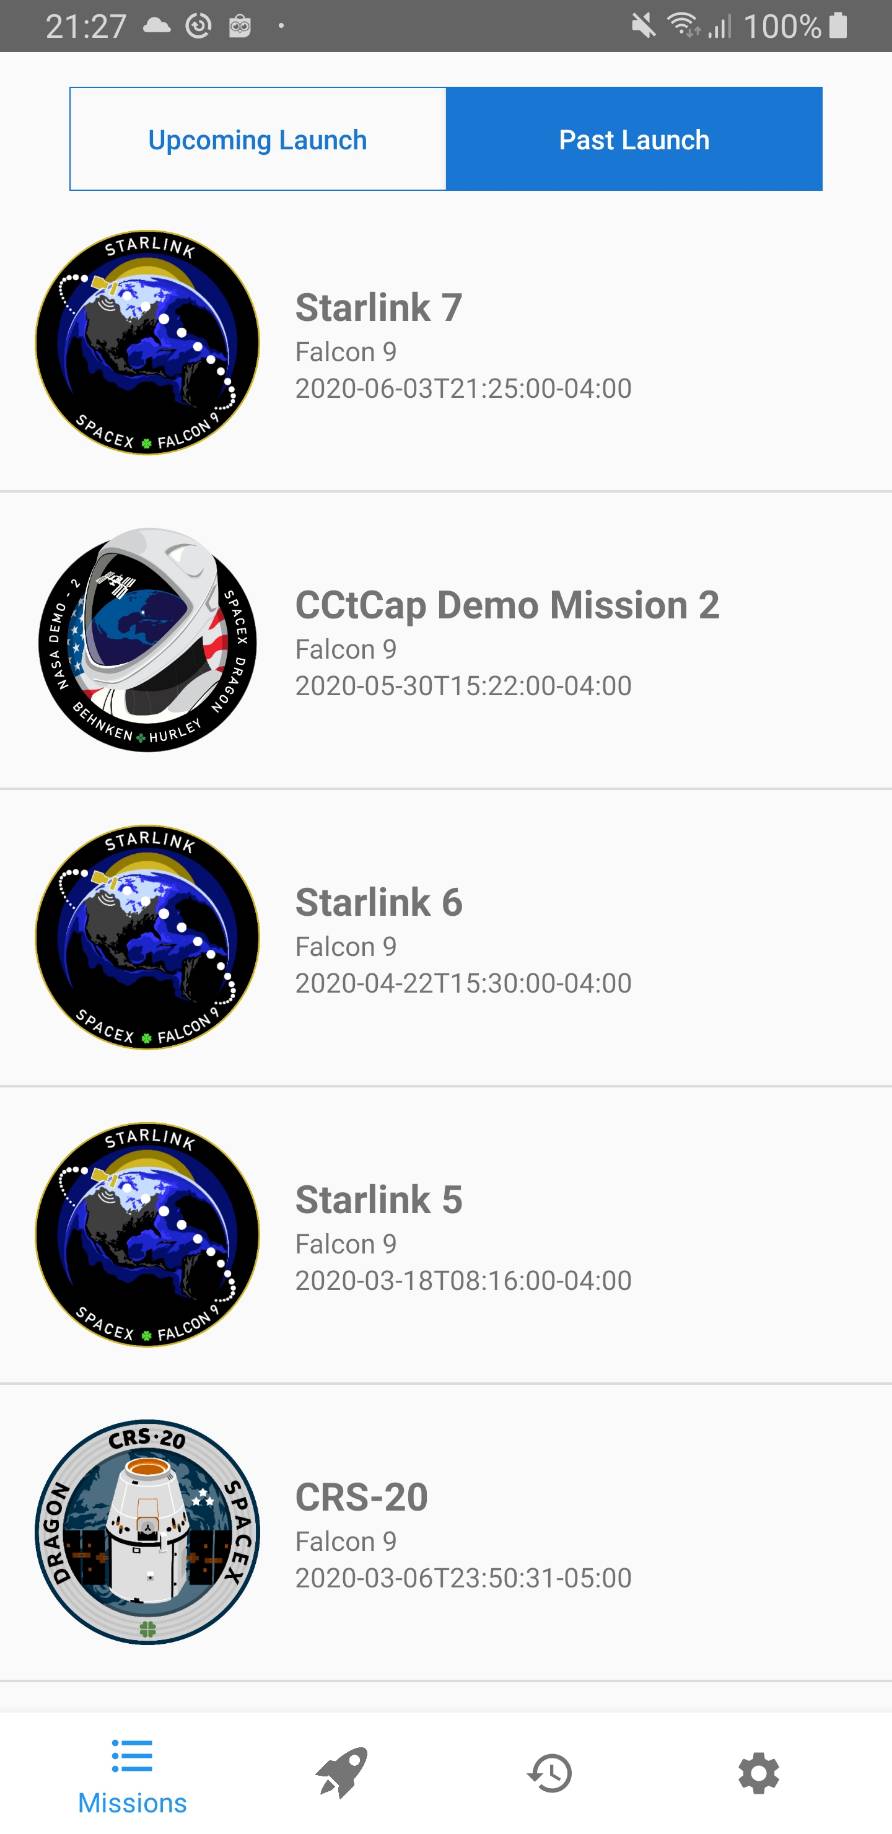 21:27
100%
Upcoming Launch
Past Launch
STARLINK
SPACEX FALCON 9
Starlink 7
Falcon 9
2020-06-03T21:25:00-04:00
NASA DEMO - 2
SPACEX DRAGON
BEHNKEN HURLEY
CCtCap Demo Mission 2
Falcon 9
2020-05-30T15:22:00-04:00
STARLINK
SPACEX FALCON 9
Starlink 6
Falcon 9
2020-04-22T15:30:00-04:00
STARLINK
SPACEX FALCON 9
Starlink 5
Falcon 9
2020-03-18T08:16:00-04:00
CRS·20
DRAGON
SPACEX
CRS-20
Falcon 9
2020-03-06T23:50:31-05:00
Missions